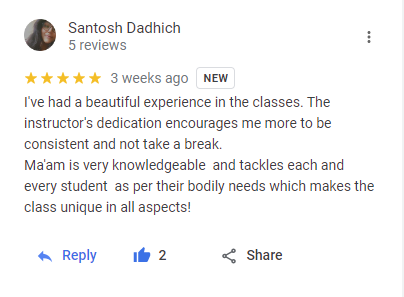 Santosh Dadhich
5 reviews
3 weeks ago NEW
I've had a beautiful experience in the classes. The
instructor's dedication encourages me more to be
consistent and not take a break.
Ma'am is very knowledgeable  and tackles each and
every student  as per their bodily needs which makes the
class unique in all aspects!
Reply 2 Share